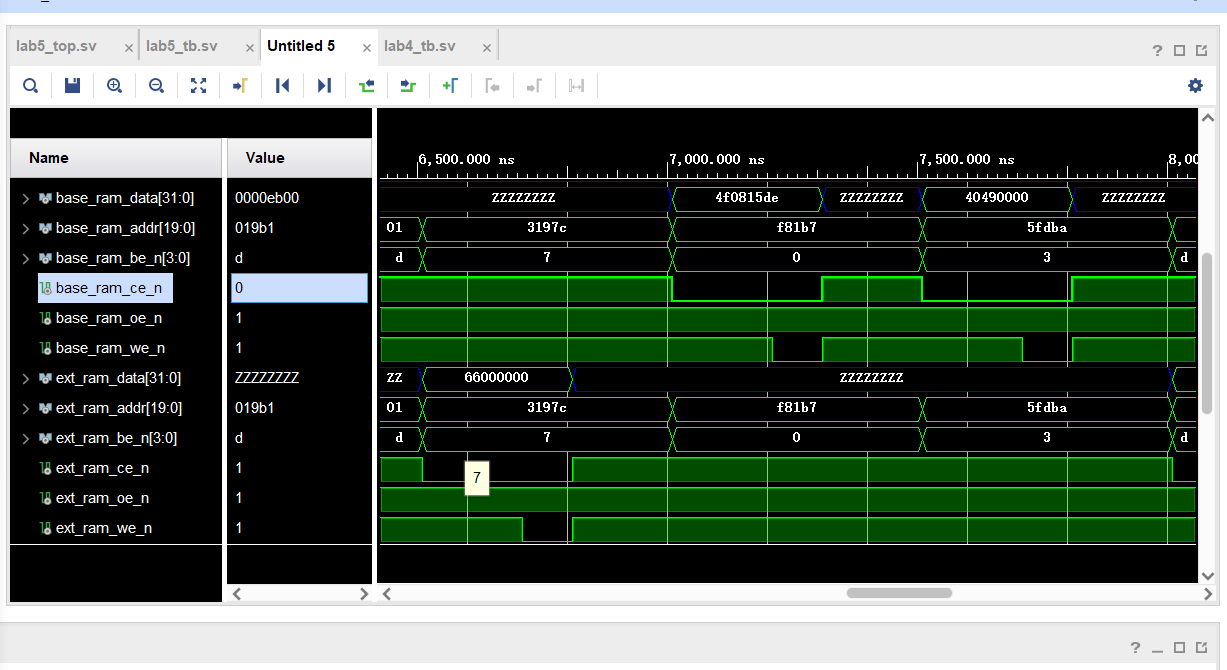 lab5_top.sv × lab5_tb.sv × Untitled 5 × lab4_tb.sv ×
?
Name Value
6,500.000 ns 7,000.000 ns 7,500.000 ns 8,00
base_ram_data[31:0] 0000eb00 zzzzzzzz 4f0815de zzzzzzzz 40490000 zzzzzzzz
base_ram_addr[19:0] 019b1 01 3197c f81b7 5fdba
base_ram_be_n[3:0] d d 7 0 3 d
base_ram_ce_n 0
base_ram_oe_n 1
base_ram_we_n 1
ext_ram_data[31:0] ZZZZZZZZ ZZ 66000000 ZZZZZZZZ
ext_ram_addr[19:0] 019b1 01 3197c f81b7 5fdba
ext_ram_be_n[3:0] d d 7 0 3 d
ext_ram_ce_n 1
7
ext_ram_oe_n 1
ext_ram_we_n 1
?